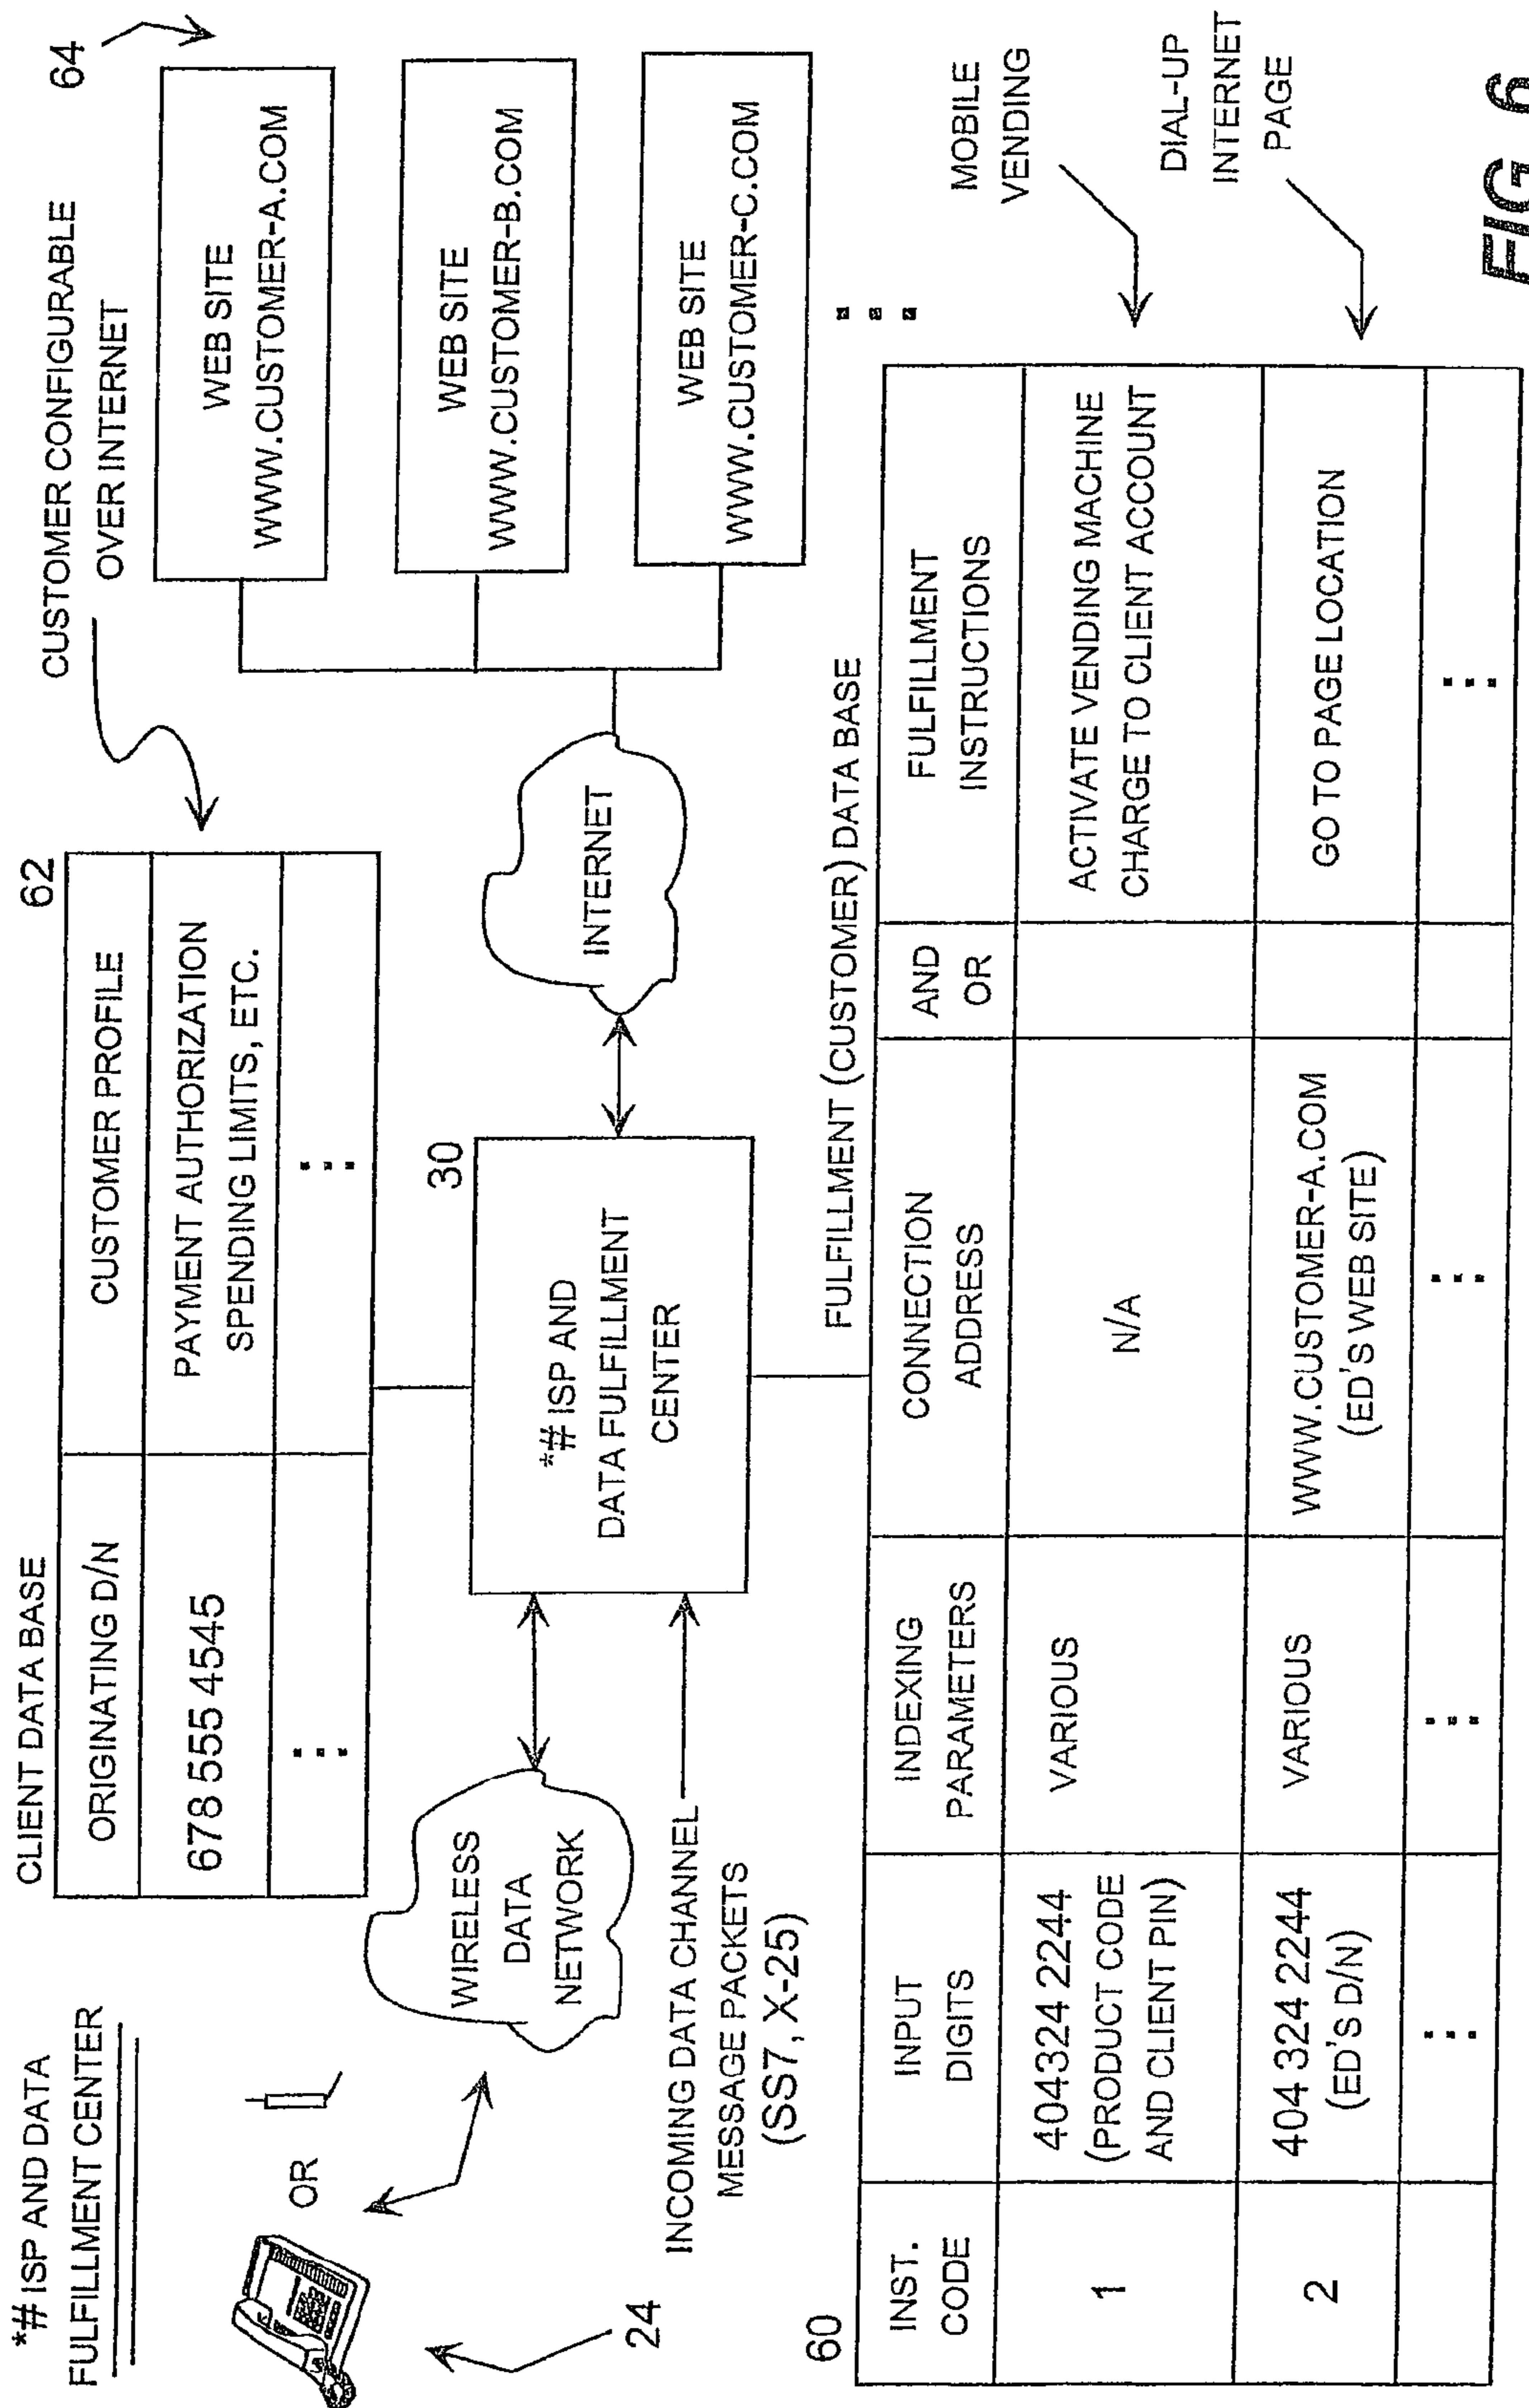 *# ISP AND DATA
FULFILLMENT CENTER
OR
24
CLIENT DATA BASE
62
ORIGINATING D/N
CUSTOMER PROFILE
678 555 4545
PAYMENT AUTHORIZATION
SPENDING LIMITS, ETC.
...
...
CUSTOMER CONFIGURABLE
OVER INTERNET
64
WEB SITE
WWW.CUSTOMER-A.COM
WEB SITE
WWW.CUSTOMER-B.COM
WEB SITE
WWW.CUSTOMER-C.COM
...
WIRELESS
DATA
NETWORK
30
*# ISP AND
DATA FULFILLMENT
CENTER
INTERNET
INCOMING DATA CHANNEL
MESSAGE PACKETS
(SS7, X-25)
60
FULFILLMENT (CUSTOMER) DATA BASE
INST.
CODE
INPUT
DIGITS
INDEXING
PARAMETERS
CONNECTION
ADDRESS
AND
OR
FULFILLMENT
INSTRUCTIONS
1
404324 2244
(PRODUCT CODE
AND CLIENT PIN)
VARIOUS
N/A
ACTIVATE VENDING MACHINE
CHARGE TO CLIENT ACCOUNT
2
404 324 2244
(ED'S D/N)
VARIOUS
WWW.CUSTOMER-A.COM
(ED'S WEB SITE)
GO TO PAGE LOCATION
...
...
...
...
MOBILE
VENDING
DIAL-UP
INTERNET
PAGE
FIG 6